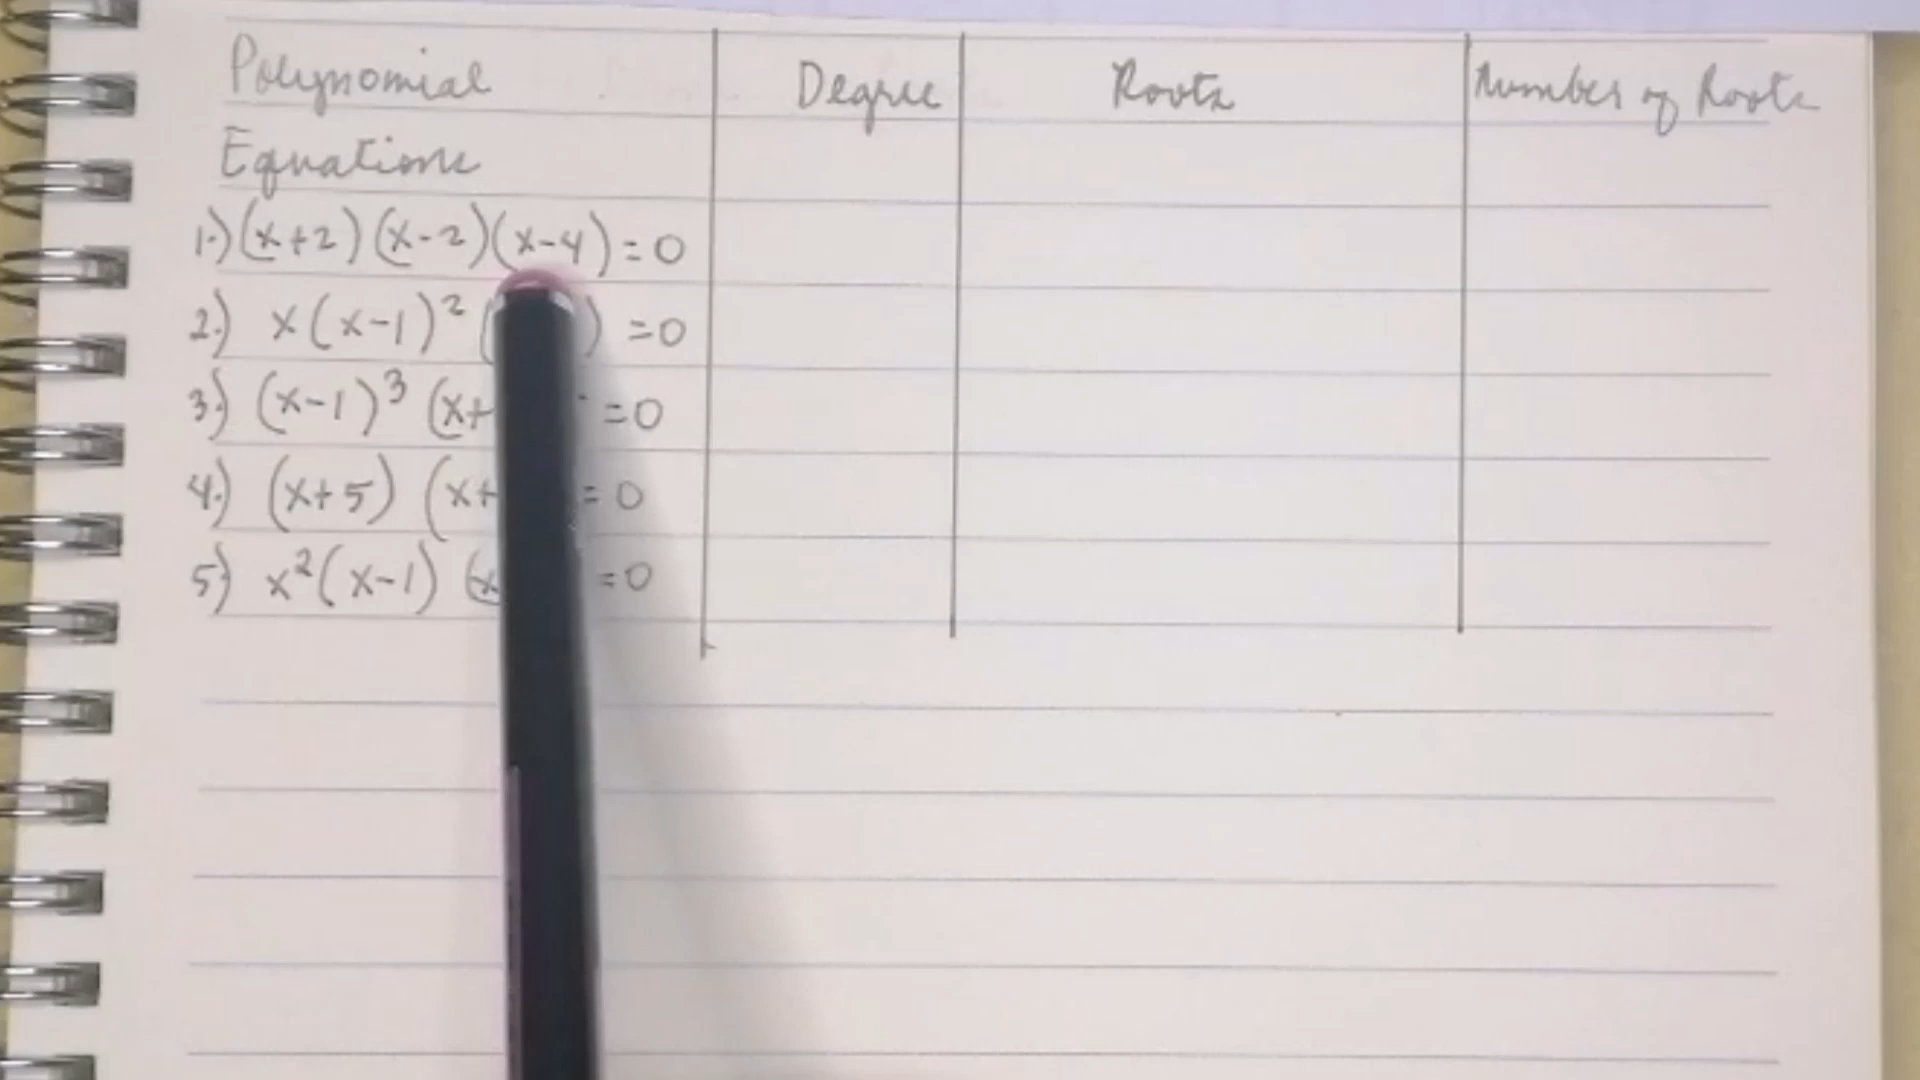 Polynomial Degree Roots Number of Roots
Equations
1.) (x+2) (x-2)(x-4) = 0
2.) x(x-1)² ( ) =0
3.) (x-1)³ (x+ =0
4.) (x+5) (x+ = 0
5) x²(x-1) (x =0